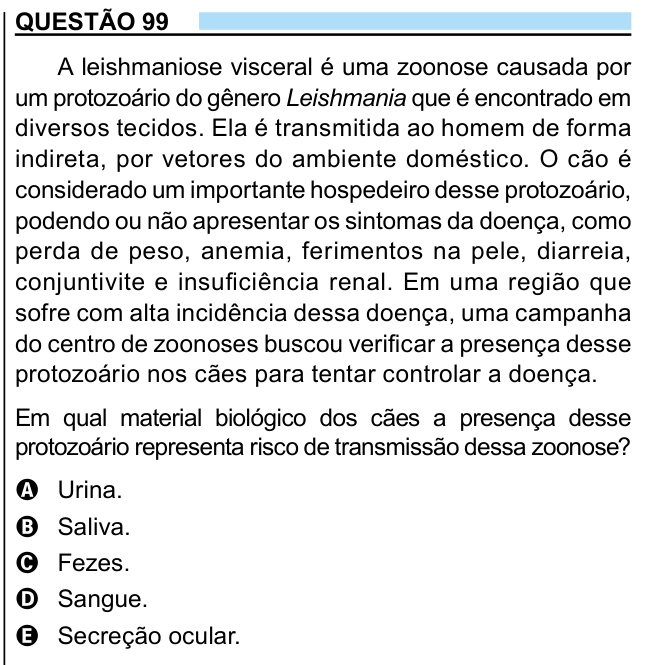 QUESTÃO 99
A leishmaniose visceral é uma zoonose causada por
um protozoário do gênero Leishmania que é encontrado em
diversos tecidos. Ela é transmitida ao homem de forma
indireta, por vetores do ambiente doméstico. O cão é
considerado um importante hospedeiro desse protozoário,
podendo ou não apresentar os sintomas da doença, como
perda de peso, anemia, ferimentos na pele, diarreia,
conjuntivite e insuficiência renal. Em uma região que
sofre com alta incidência dessa doença, uma campanha
do centro de zoonoses buscou verificar a presença desse
protozoário nos cães para tentar controlar a doença.
Em qual material biológico dos cães a presença desse
protozoário representa risco de transmissão dessa zoonose?
A Urina.
B Saliva.
C Fezes.
D Sangue.
E Secreção ocular.